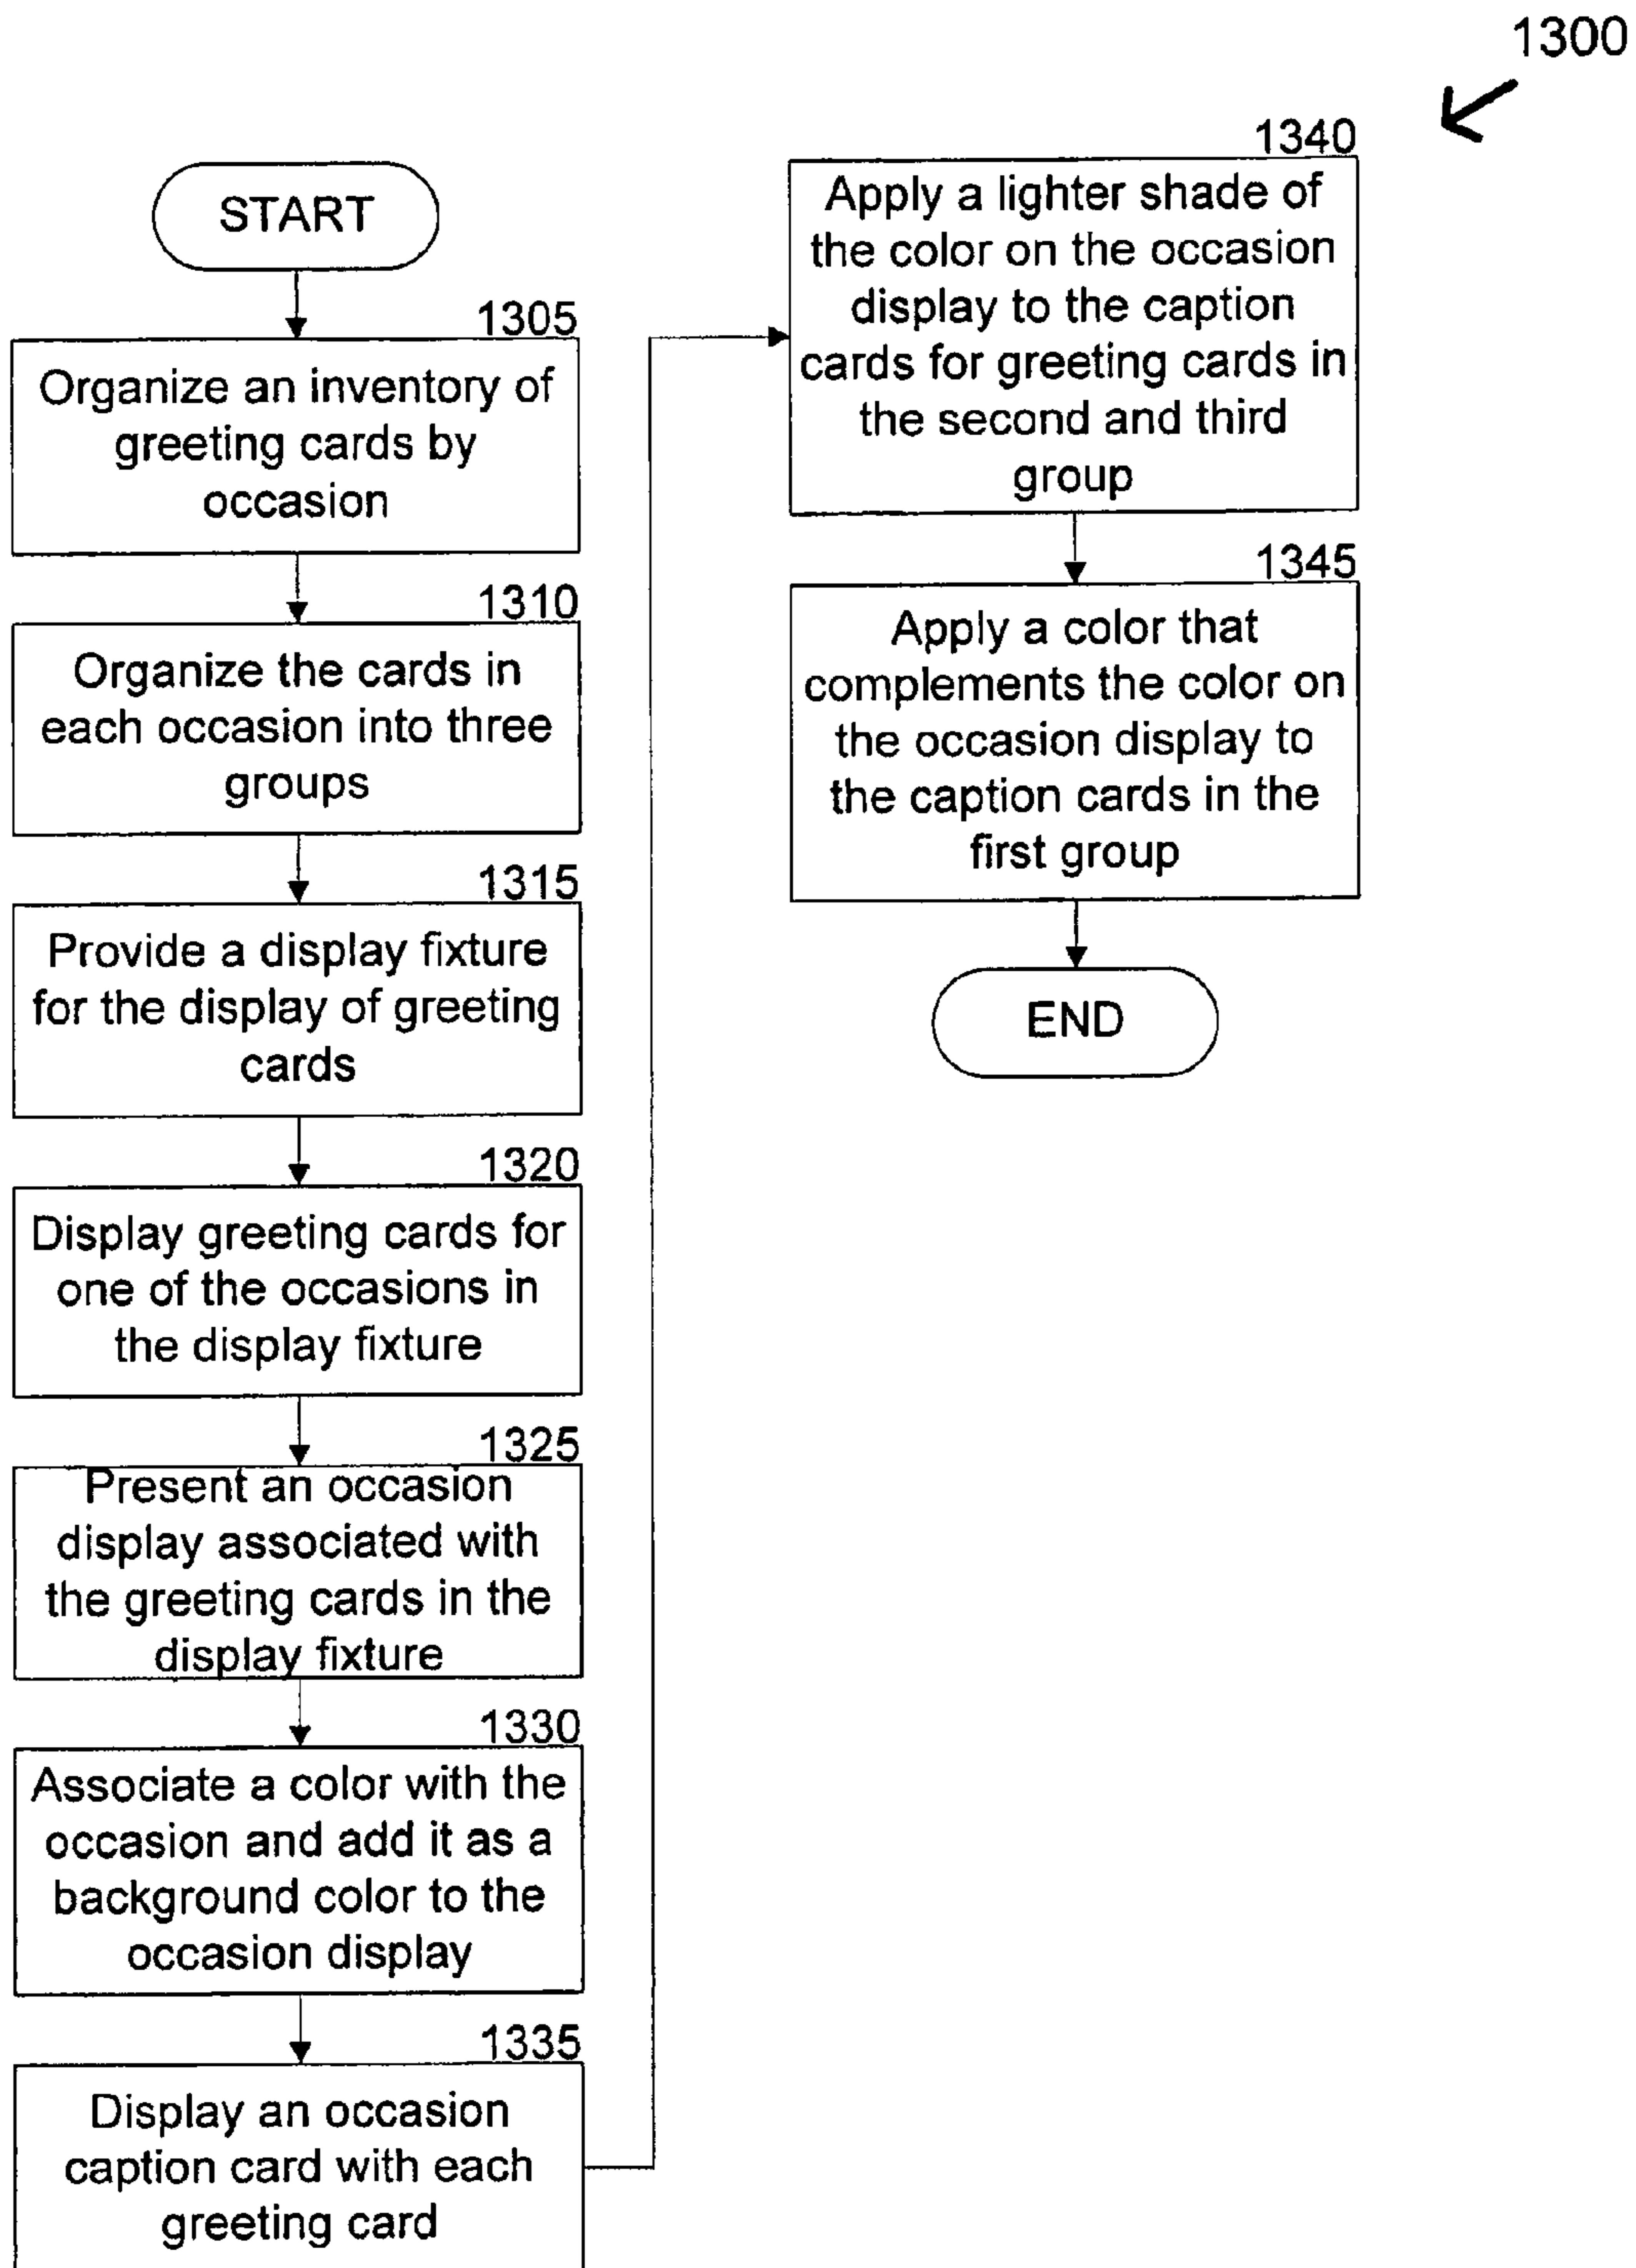 1300
START
1305
Organize an inventory of
greeting cards by
occasion
1310
Organize the cards in
each occasion into three
groups
1315
Provide a display fixture
for the display of greeting
cards
1320
Display greeting cards for
one of the occasions in
the display fixture
1325
Present an occasion
display associated with
the greeting cards in the
display fixture
1330
Associate a color with the
occasion and add it as a
background color to the
occasion display
1335
Display an occasion
caption card with each
greeting card
1340
Apply a lighter shade of
the color on the occasion
display to the caption
cards for greeting cards in
the second and third
group
1345
Apply a color that
complements the color on
the occasion display to
the caption cards in the
first group
END